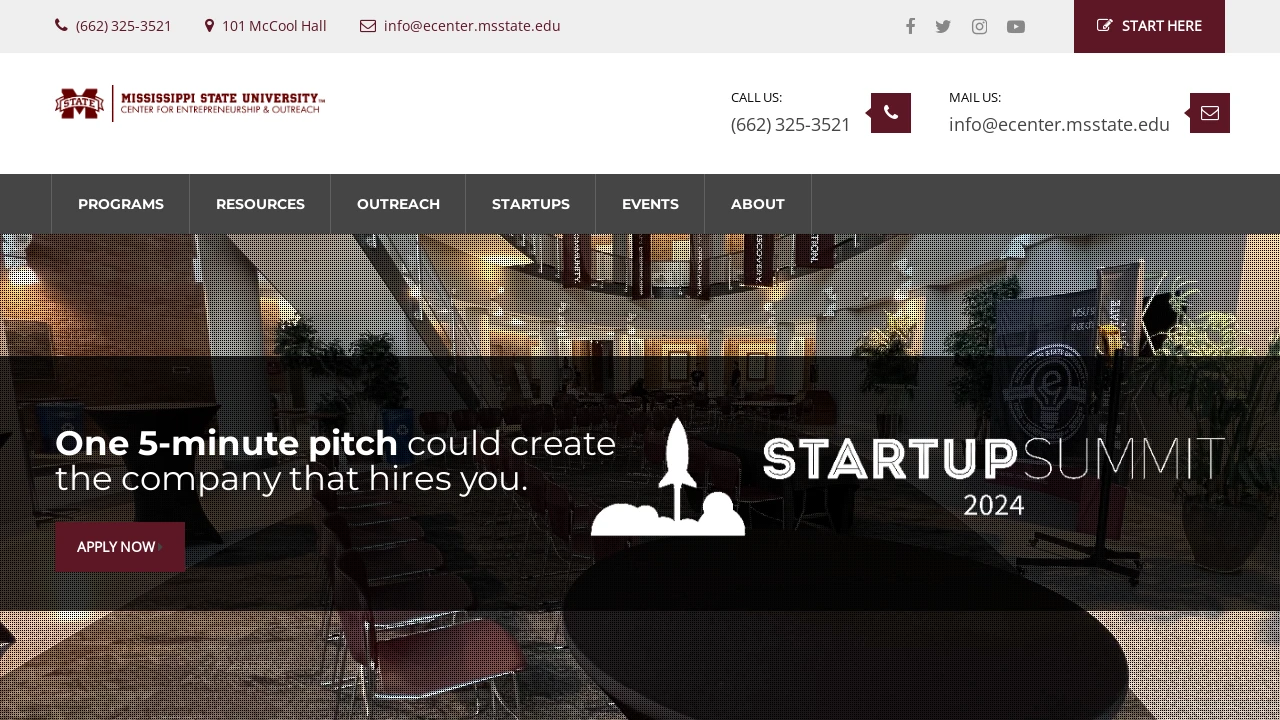 (662) 325-3521
101 McCool Hall
info@ecenter.msstate.edu
START HERE
STATE
MISSISSIPPI STATE UNIVERSITY™
CENTER FOR ENTREPRENEURSHIP & OUTREACH
CALL US:
(662) 325-3521
MAIL US:
info@ecenter.msstate.edu
PROGRAMS
RESOURCES
OUTREACH
STARTUPS
EVENTS
ABOUT
One 5-minute pitch could create
the company that hires you.
STARTUP SUMMIT
2024
APPLY NOW